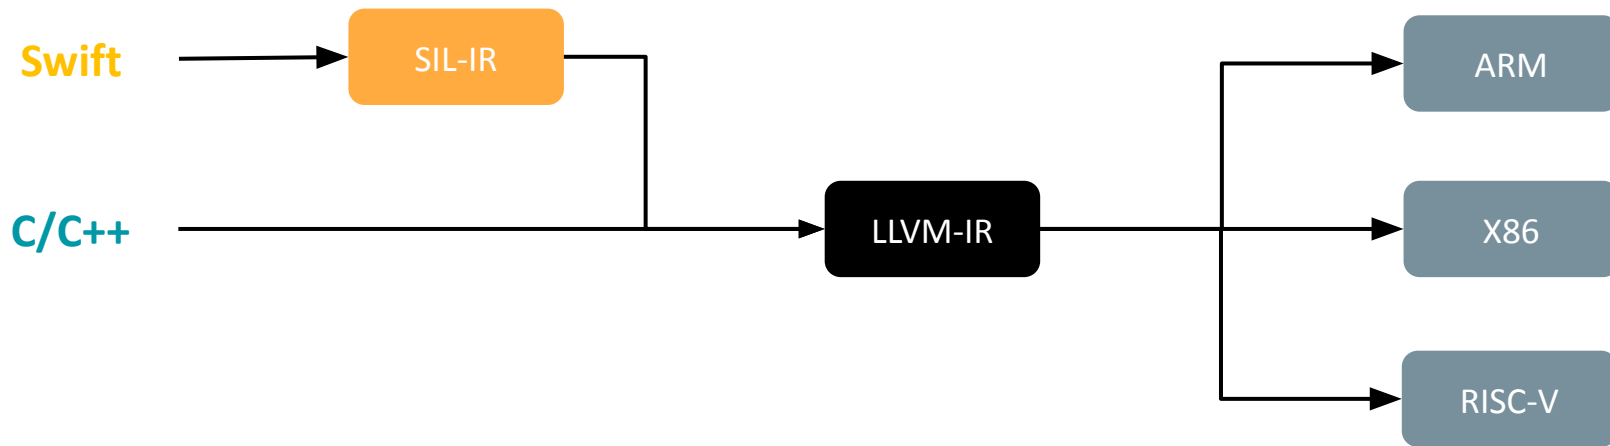 Swift
SIL-IR
ARM
C/C++
LLVM-IR
X86
RISC-V